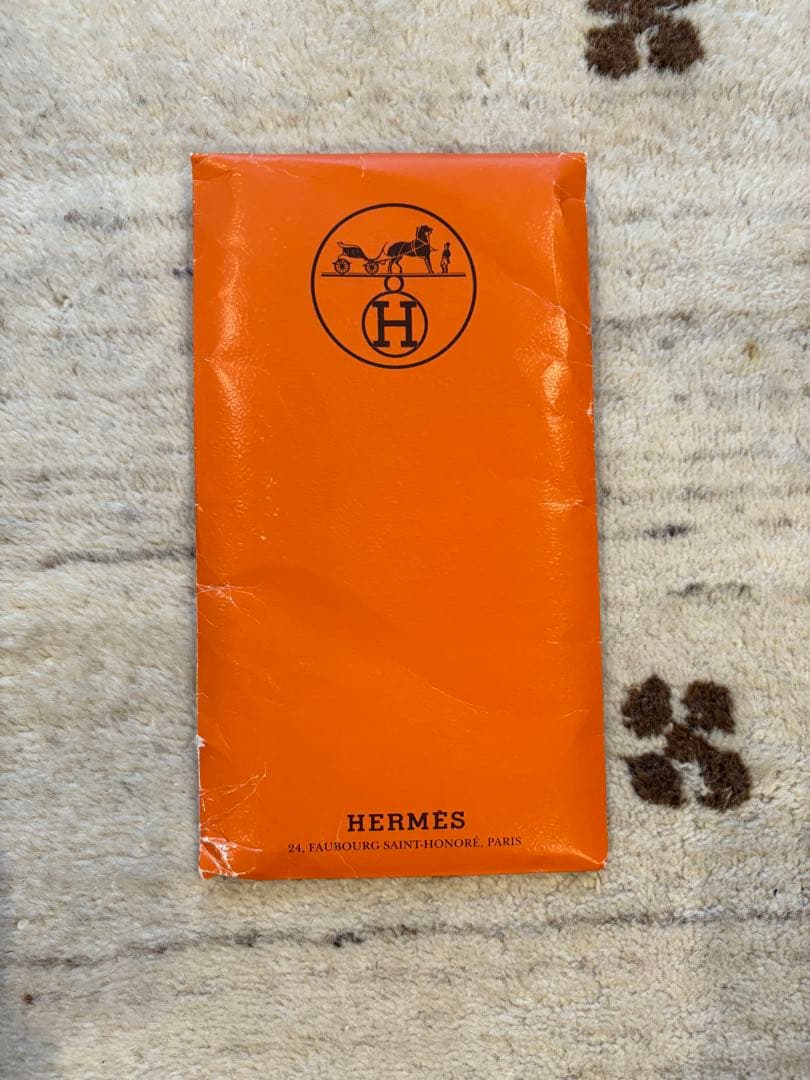 H
HERMÈS
24, FAUBOURG SAINT-HONORÉ, PARIS